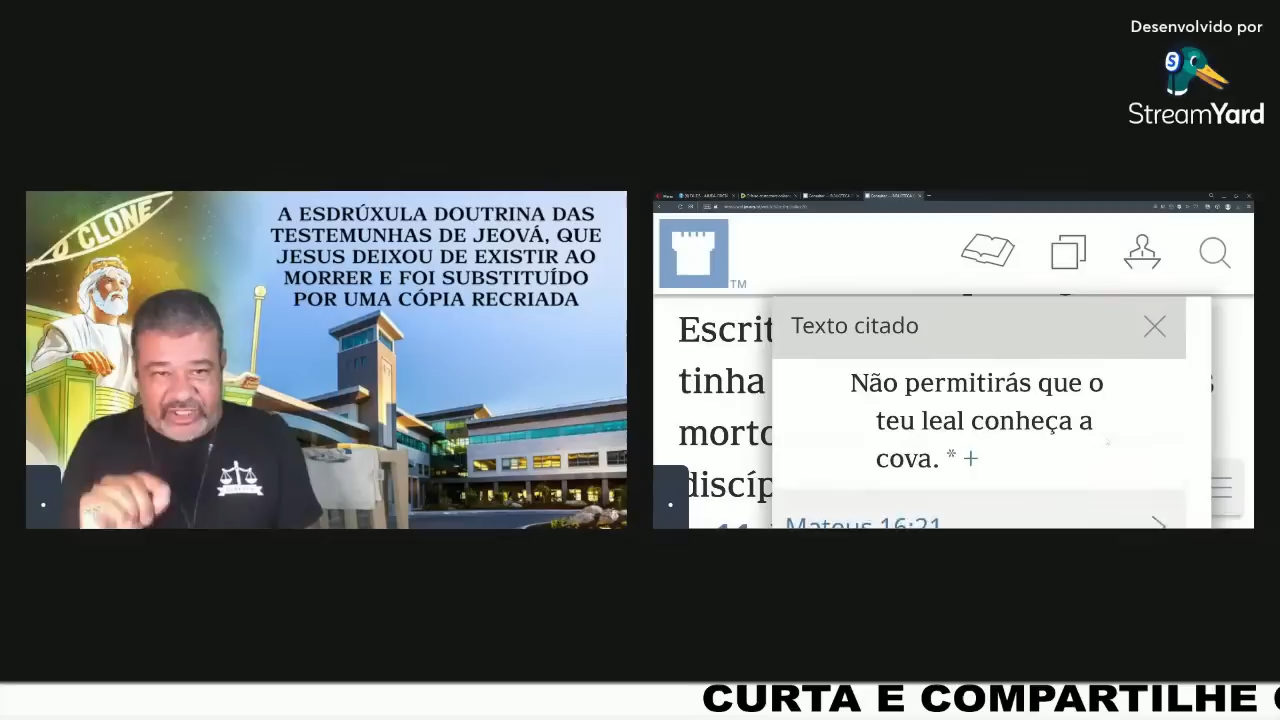 Desenvolvido por
StreamYard
O CLONE
A ESDRÚXULA DOUTRINA DAS
TESTEMUNHAS DE JEOVÁ, QUE
JESUS DEIXOU DE EXISTIR AO
MORRER E FOI SUBSTITUÍDO
POR UMA CÓPIA RECRIADA
TM
Escrit
tinha
morto
discíp
Texto citado
Não permitirás que o
teu leal conheça a
cova. * +
Mateus 16:21
CURTA E COMPARTILHE